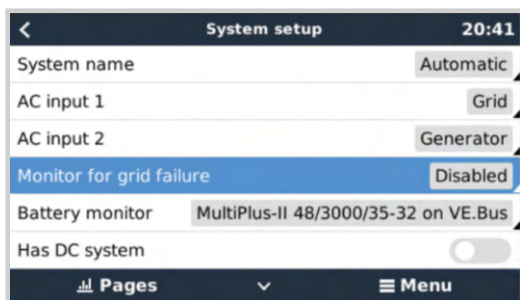 System setup 20:41
System name Automatic
AC input 1 Grid
AC input 2 Generator
Monitor for grid failure Disabled
Battery monitor MultiPlus-II 48/3000/35-32 on VE.Bus
Has DC system
Pages Menu